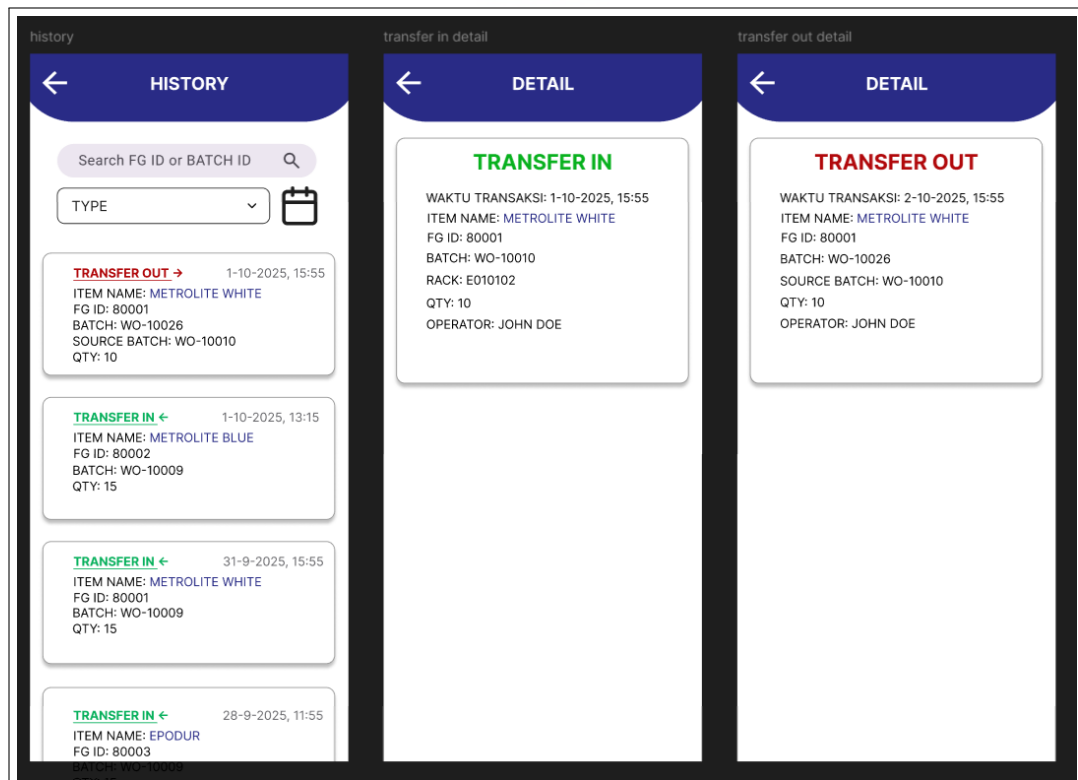 history
HISTORY
Search FG ID or BATCH ID
TYPE
TRANSFER OUT → 1-10-2025, 15:55
ITEM NAME: METROLITE WHITE
FG ID: 80001
BATCH: WO-10026
SOURCE BATCH: WO-10010
QTY: 10
TRANSFER IN ← 1-10-2025, 13:15
ITEM NAME: METROLITE BLUE
FG ID: 80002
BATCH: WO-10009
QTY: 15
TRANSFER IN ← 31-9-2025, 15:55
ITEM NAME: METROLITE WHITE
FG ID: 80001
BATCH: WO-10009
QTY: 15
TRANSFER IN ← 28-9-2025, 11:55
ITEM NAME: EPODUR
FG ID: 80003
BATCH: WO-10009
transfer in detail
DETAIL
TRANSFER IN
WAKTU TRANSAKSI: 1-10-2025, 15:55
ITEM NAME: METROLITE WHITE
FG ID: 80001
BATCH: WO-10010
RACK: E010102
QTY: 10
OPERATOR: JOHN DOE
transfer out detail
DETAIL
TRANSFER OUT
WAKTU TRANSAKSI: 2-10-2025, 15:55
ITEM NAME: METROLITE WHITE
FG ID: 80001
BATCH: WO-10026
SOURCE BATCH: WO-10010
QTY: 10
OPERATOR: JOHN DOE